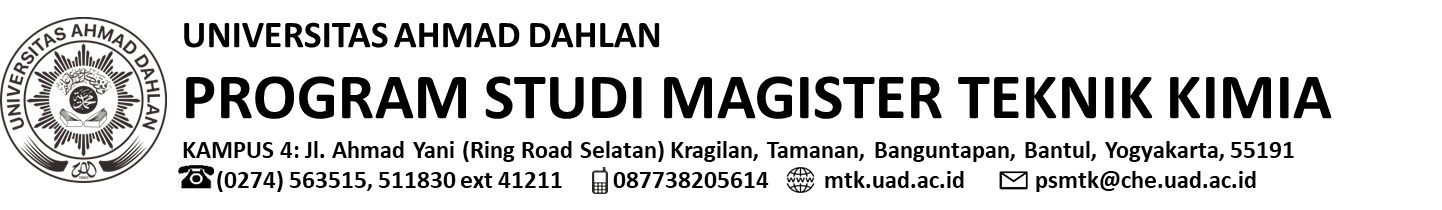 UNIVERSITAS AHMAD DAHLAN
UNIVERSITAS AHMAD DAHLAN
PROGRAM STUDI MAGISTER TEKNIK KIMIA
KAMPUS 4: Jl. Ahmad Yani (Ring Road Selatan) Kragilan, Tamanan, Banguntapan, Bantul, Yogyakarta, 55191
(0274) 563515, 511830 ext 41211 087738205614 mtk.uad.ac.id psmtk@che.uad.ac.id